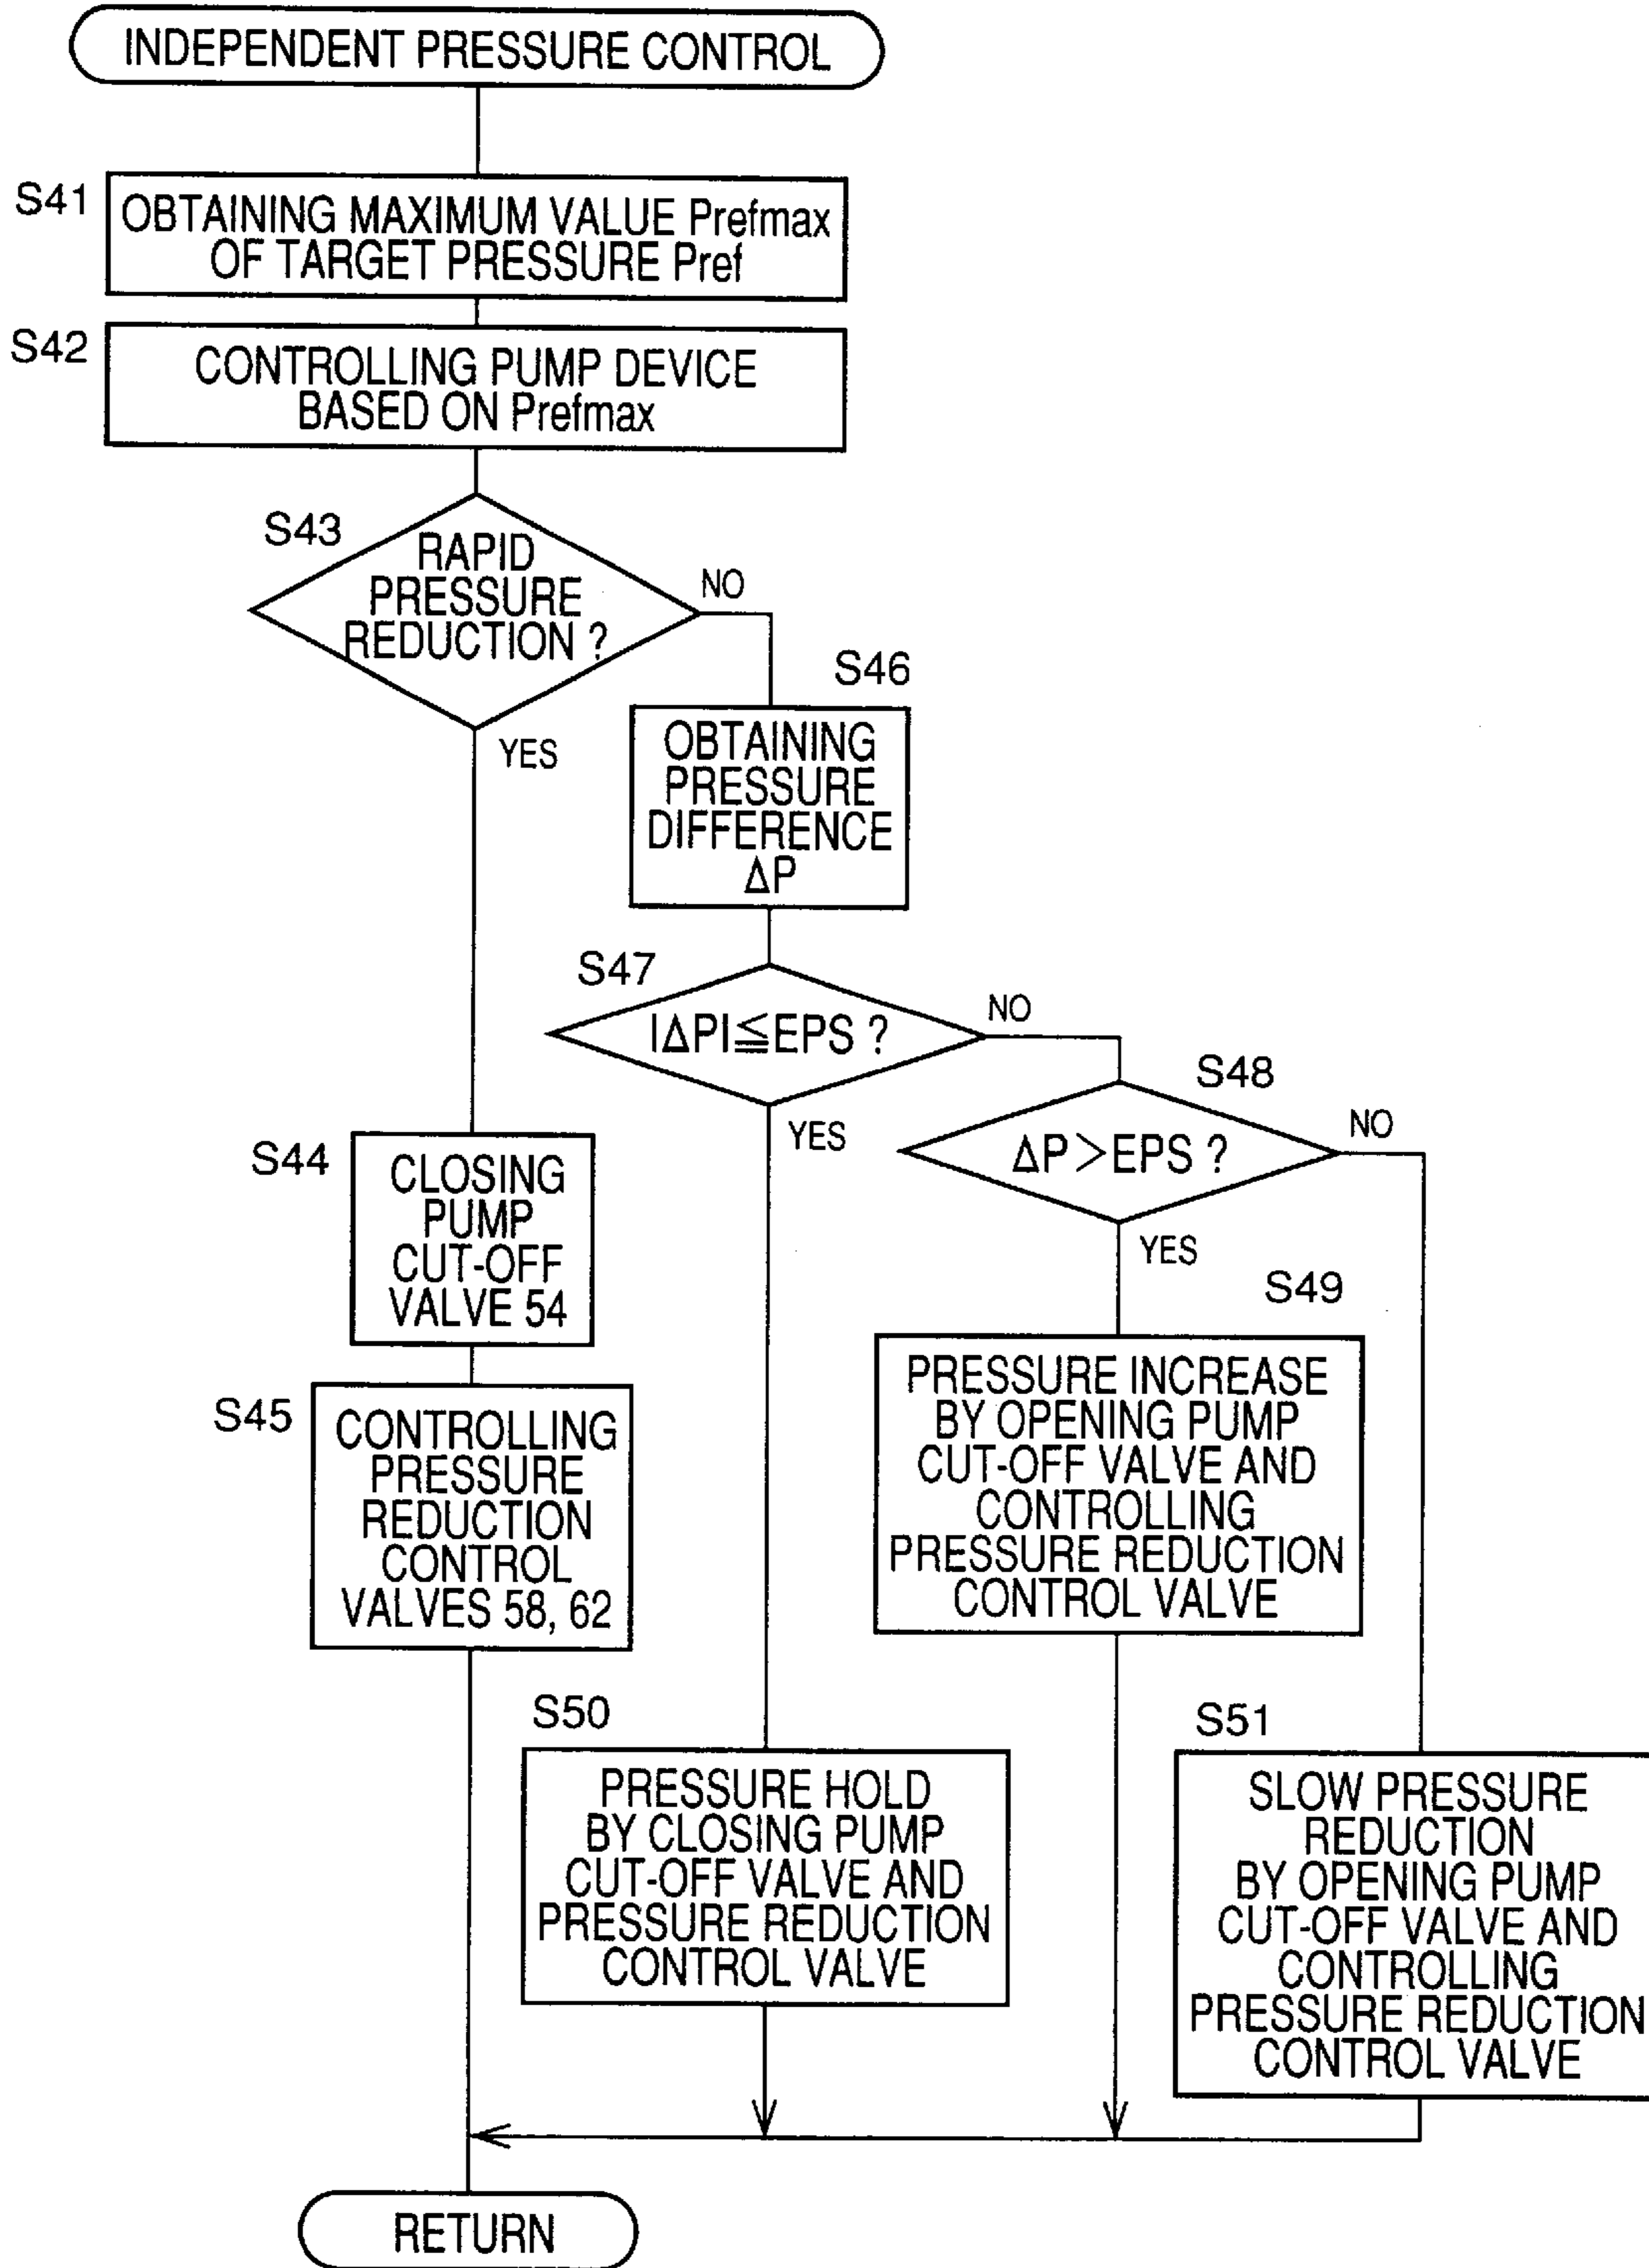 INDEPENDENT PRESSURE CONTROL
S41
OBTAINING MAXIMUM VALUE Prefmax
OF TARGET PRESSURE Pref
S42
CONTROLLING PUMP DEVICE
BASED ON Prefmax
S43
RAPID
PRESSURE
REDUCTION ?
NO
YES
S46
OBTAINING
PRESSURE
DIFFERENCE
ΔP
S47
IΔPI≦EPS ?
NO
YES
S48
ΔP>EPS ?
NO
YES
S44
CLOSING
PUMP
CUT-OFF
VALVE 54
S45
CONTROLLING
PRESSURE
REDUCTION
CONTROL
VALVES 58, 62
S49
PRESSURE INCREASE
BY OPENING PUMP
CUT-OFF VALVE AND
CONTROLLING
PRESSURE REDUCTION
CONTROL VALVE
S50
PRESSURE HOLD
BY CLOSING PUMP
CUT-OFF VALVE AND
PRESSURE REDUCTION
CONTROL VALVE
S51
SLOW PRESSURE
REDUCTION
BY OPENING PUMP
CUT-OFF VALVE AND
CONTROLLING
PRESSURE REDUCTION
CONTROL VALVE
RETURN